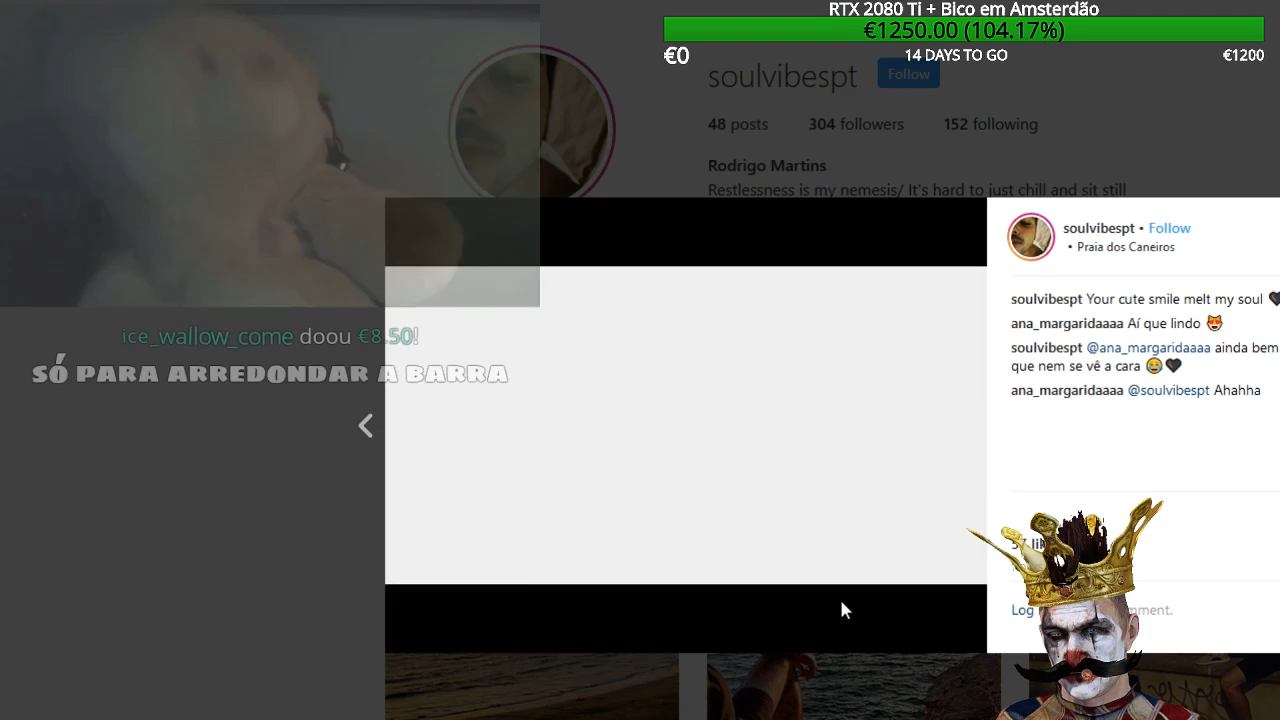 RTX 2080 Ti + Bico em Amsterdão
€1250.00 (104.17%)
€0
14 DAYS TO GO
€1200
soulvibespt
Follow
48 posts
304 followers
152 following
Rodrigo Martins
Restlessness is my nemesis/ It's hard to just chill and sit still
soulvibespt • Follow
• Praia dos Caneiros
soulvibespt Your cute smile melt my soul 🖤
ana_margaridaaaa Aí que lindo 😍
soulvibespt @ana_margaridaaaa ainda bem
que nem se vê a cara 😂🖤
ana_margaridaaaa @soulvibespt Ahahha
ice_wallow_come doou €8.50!
SÓ PARA ARREDONDAR A BARRA
Log